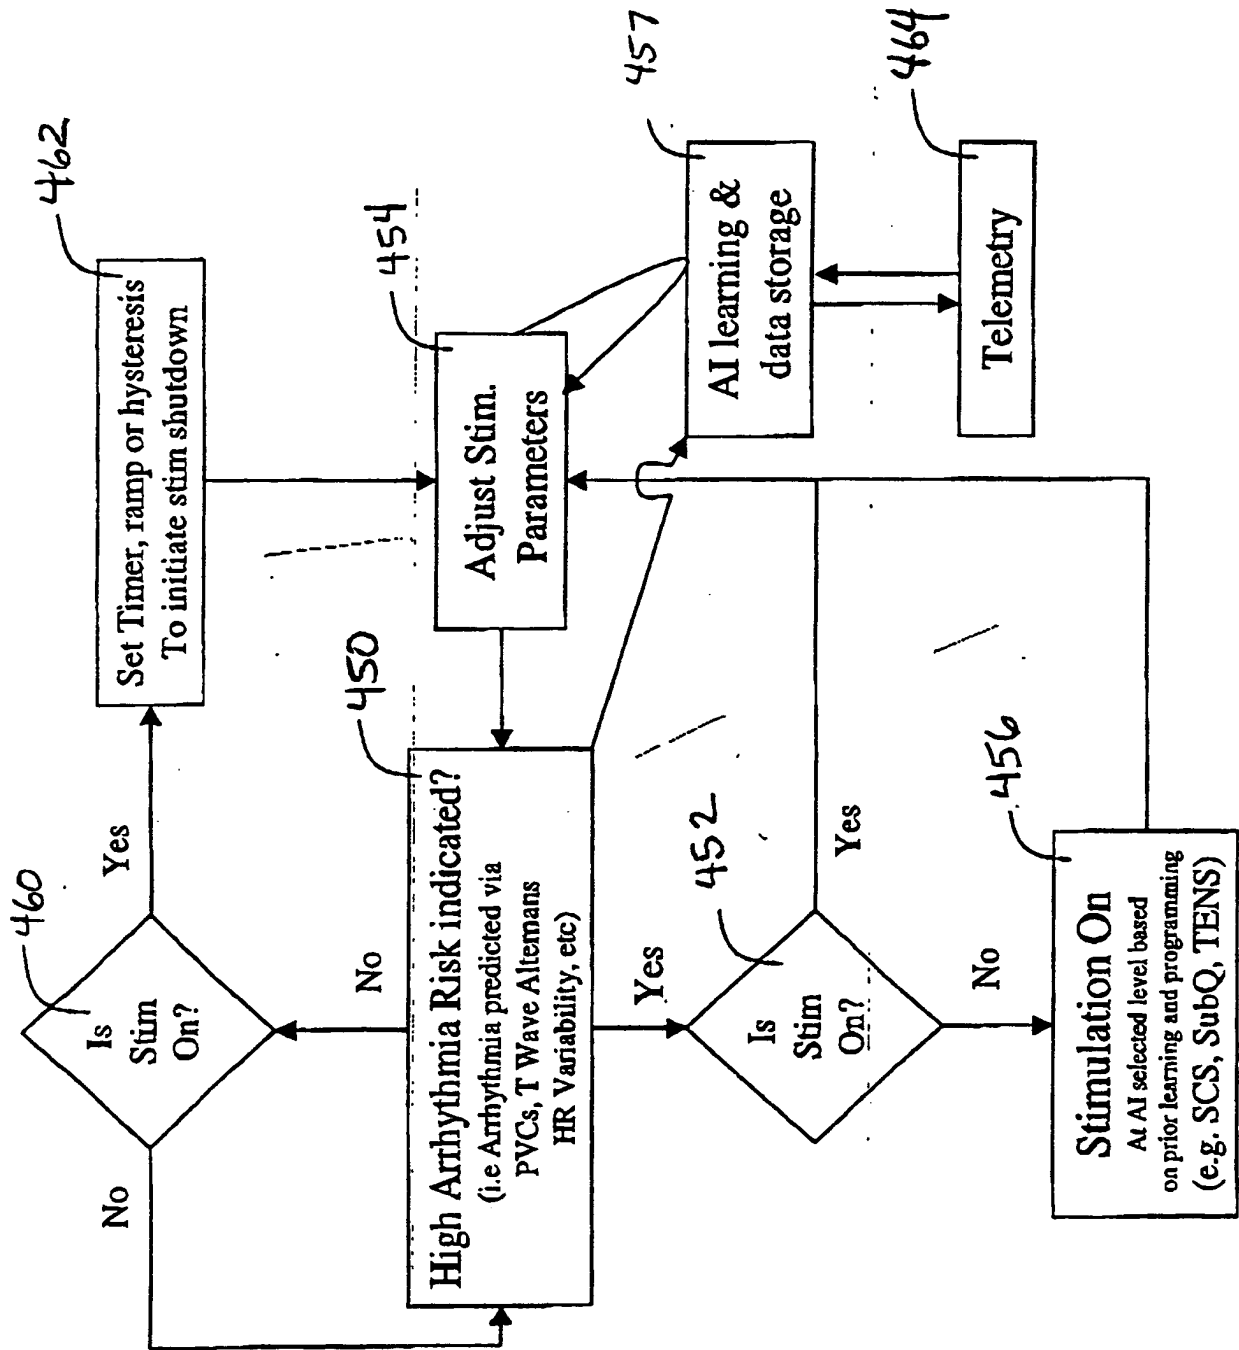 460
Is
Stim
On?
No
Yes
462
Set Timer, ramp or hysteresis
To initiate stim shutdown
No
450
High Arrhythmia Risk indicated?
(i.e Arrhythmia predicted via
PVCs, T Wave Alternans
HR Variability, etc)
454
Adjust Stim.
Parameters
Yes
452
Is
Stim
On?
Yes
457
AI learning &
data storage
No
456
Stimulation On
At AI selected level based
on prior learning and programming
(e.g. SCS, SubQ, TENS)
464
Telemetry